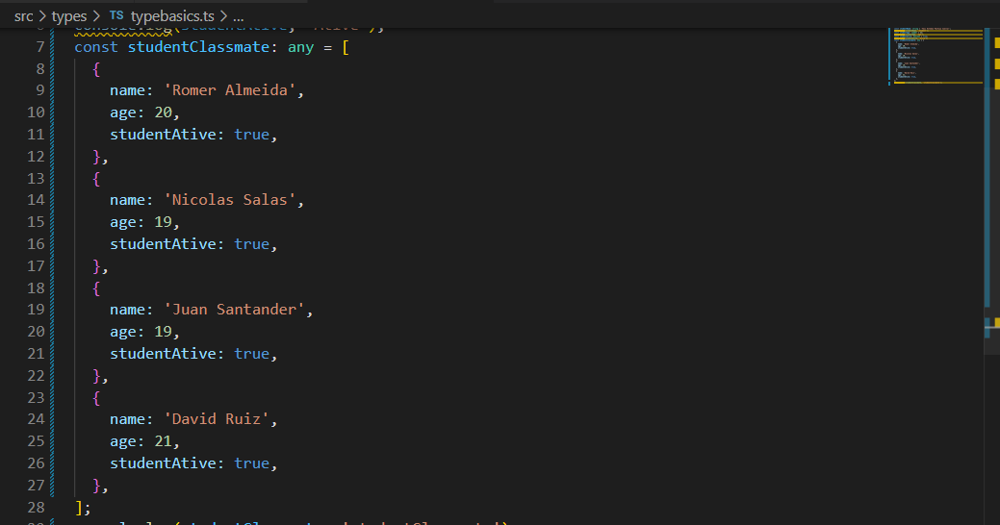 src > types > TS typebasics.ts > ...
7 const studentClassmate: any = [
8 {
9 name: 'Romer Almeida',
10 age: 20,
11 studentAtive: true,
12 },
13 {
14 name: 'Nicolas Salas',
15 age: 19,
16 studentAtive: true,
17 },
18 {
19 name: 'Juan Santander',
20 age: 19,
21 studentAtive: true,
22 },
23 {
24 name: 'David Ruiz',
25 age: 21,
26 studentAtive: true,
27 },
28 ];